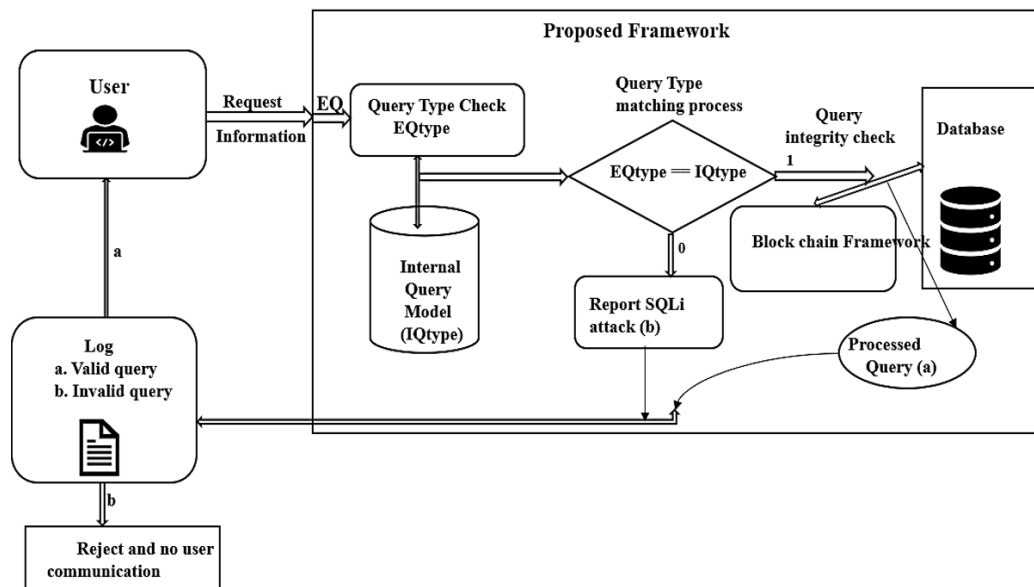 Proposed Framework
User
Request
Information
EQ
Query Type Check
EQtype
Query Type
matching process
EQtype == IQtype
1
0
Query
integrity check
Database
Block chain Framework
Internal
Query
Model
(IQtype)
Report SQLi
attack (b)
Processed
Query (a)
a
Log
a. Valid query
b. Invalid query
b
Reject and no user
communication